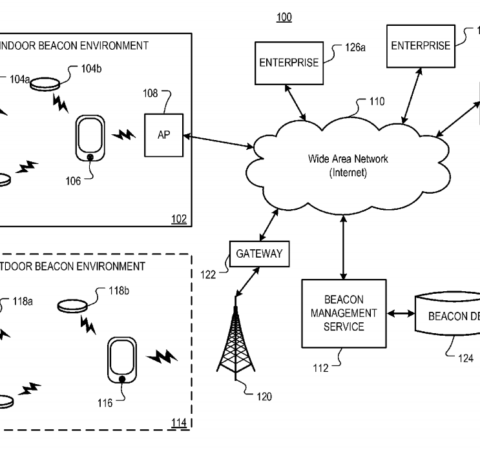 100
INDOOR BEACON ENVIRONMENT
104a
104b
108
AP
106
102
ENTERPRISE
126a
ENTERPRISE
110
Wide Area Network
(Internet)
GATEWAY
122
120
BEACON
MANAGEMENT
SERVICE
112
BEACON DE
124
TDOOR BEACON ENVIRONMENT
118a
118b
116
114